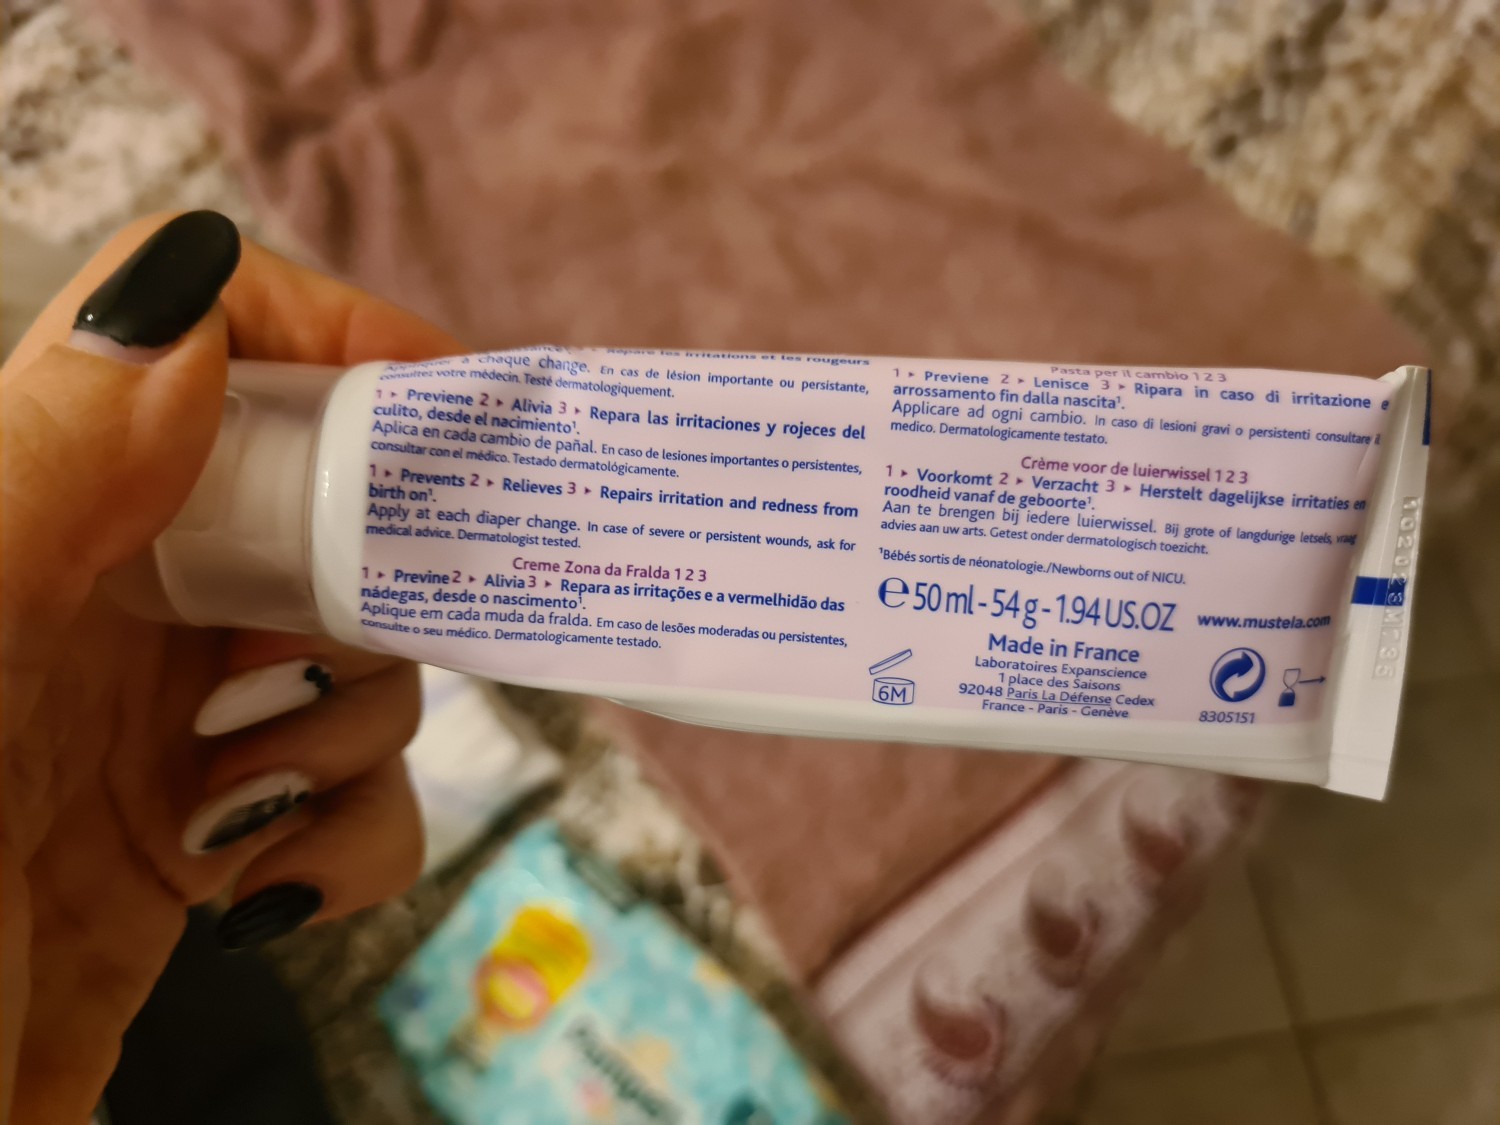 Répare les irritations et les rougeurs
à chaque change. En cas de lésion importante ou persistante,
consultez votre médecin. Testé dermatologiquement.
1 ▸ Previene 2 ▸ Alivia 3 ▸ Repara las irritaciones y rojeces del
culito, desde el nacimiento¹.
Aplica en cada cambio de pañal. En caso de lesiones importantes o persistentes,
consultar con el médico. Testado dermatológicamente.
1 ▸ Prevents 2 ▸ Relieves 3 ▸ Repairs irritation and redness from
birth on¹.
Apply at each diaper change. In case of severe or persistent wounds, ask for
medical advice. Dermatologist tested.
Creme Zona da Fralda 1 2 3
1 ▸ Previne 2 ▸ Alivia 3 ▸ Repara as irritações e a vermelhidão das
nádegas, desde o nascimento¹.
Aplique em cada muda da fralda. Em caso de lesões moderadas ou persistentes,
consulte o seu médico. Dermatologicamente testado.
Pasta per il cambio 1 2 3
1 ▸ Previene 2 ▸ Lenisce 3 ▸ Ripara in caso di irritazione e
arrossamento fin dalla nascita¹.
Applicare ad ogni cambio. In caso di lesioni gravi o persistenti consultare il
medico. Dermatologicamente testato.
Crème voor de luierwissel 1 2 3
1 ▸ Voorkomt 2 ▸ Verzacht 3 ▸ Herstelt dagelijkse irritaties en
roodheid vanaf de geboorte¹.
Aan te brengen bij iedere luierwissel. Bij grote of langdurige letsels, vraag
advies aan uw arts. Getest onder dermatologisch toezicht.
¹Bébés sortis de néonatologie./Newborns out of NICU.
℮ 50 ml - 54 g - 1.94 US.OZ
www.mustela.com
Made in France
Laboratoires Expanscience
1 place des Saisons
92048 Paris La Défense Cedex
France - Paris - Genève
6M
8305151
Pampers